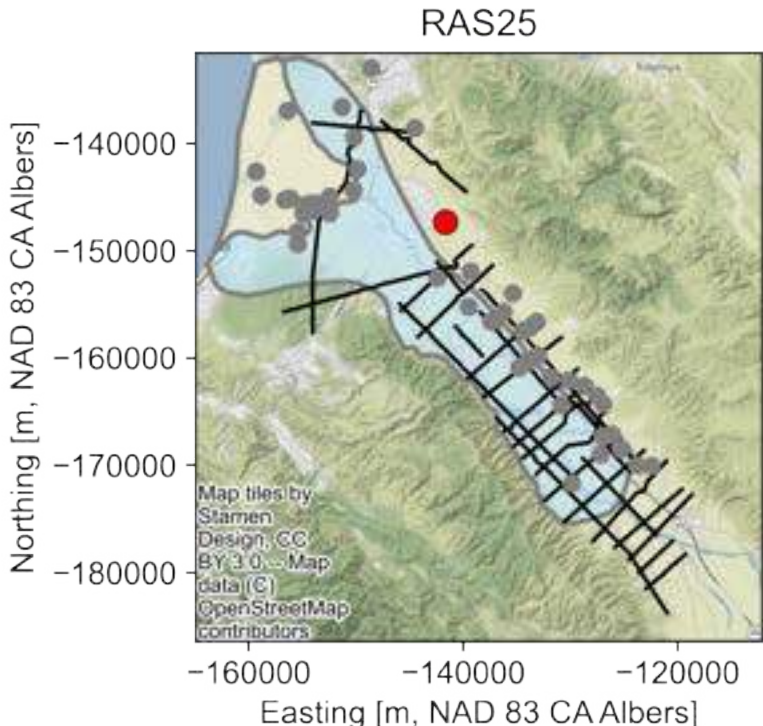 RAS25
Northing [m, NAD 83 CA Albers]
−140000
−150000
−160000
−170000
−180000
Map tiles by
Stamen
Design, CC
BY 3.0 -- Map
data (C)
OpenStreetMap
contributors
−160000
−140000
−120000
Easting [m, NAD 83 CA Albers]